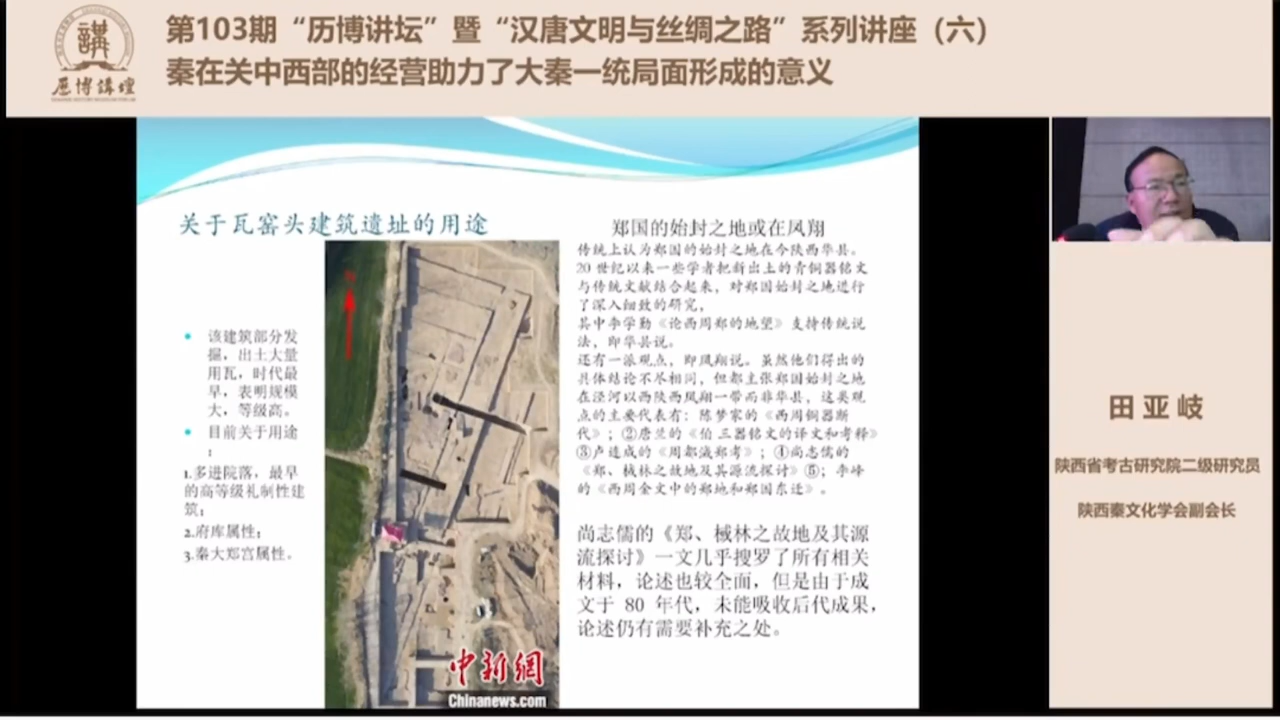 第103期“历博讲坛”暨“汉唐文明与丝绸之路”系列讲座（六）
秦在关中西部的经营助力了大秦一统局面形成的意义
講
歷博講壇
关于瓦窑头建筑遗址的用途
该建筑部分发
掘，出土大量
用瓦，时代最
早，表明规模
大，等级高。
目前关于用途
：
1.多进院落，最早
的高等级礼制性建
筑；
2.府库属性；
3.秦大郑宫属性。
中新網
Chinanews.com
郑国的始封之地或在凤翔
传统上认为郑国的始封之地在今陕西华县。
20 世纪以来一些学者把新出土的青铜器铭文
与传统文献结合起来，对郑国始封之地进行
了深入细致的研究，
其中李学勤《论西周郑的地望》支持传统说
法，即华县说。
还有一派观点，即凤翔说。虽然他们得出的
具体结论不尽相同，但都主张郑国始封之地
在泾河以西陕西凤翔一带而非华县，这类观
点的主要代表有：陈梦家的《西周铜器断
代》；②唐兰的《伯 三器铭文的译文和考释》
③卢连成的《周都淢郑考》；④尚志儒的
《郑、棫林之故地及其源流探讨》⑤；李峰
的《西周金文中的郑地和郑国东迁》。
尚志儒的《郑、棫林之故地及其源
流探讨》一文几乎搜罗了所有相关
材料，论述也较全面，但是由于成
文于 80 年代，未能吸收后代成果，
论述仍有需要补充之处。
田亚岐
陕西省考古研究院二级研究员
陕西秦文化学会副会长